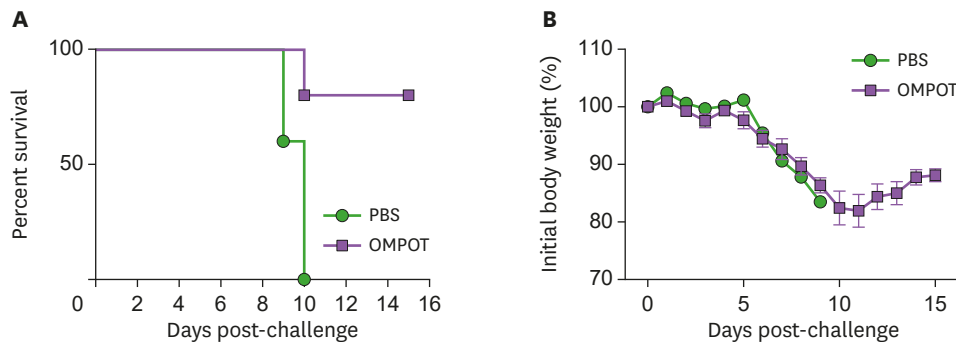 A
100
50
0
Percent survival
PBS
OMPOT
0 2 4 6 8 10 12 14 16
Days post-challenge
B
110
100
90
80
70
Initial body weight (%)
PBS
OMPOT
0 5 10 15
Days post-challenge